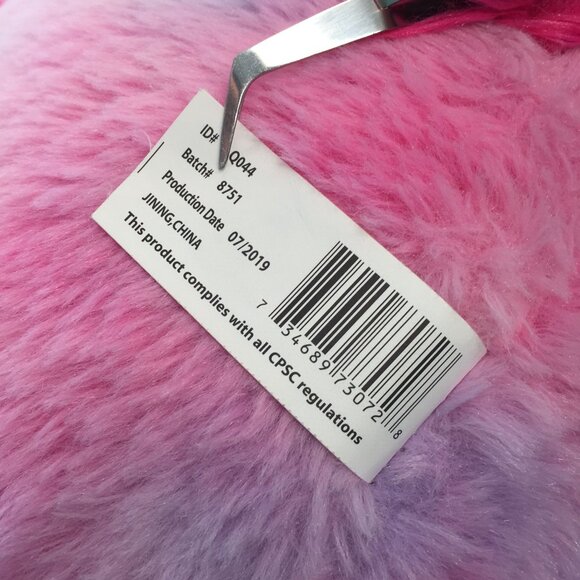 ID# Q044
Batch# 8751
Production Date 07/2019
JINING,CHINA
This product complies with all CPSC regulations
7 34689 73072 8